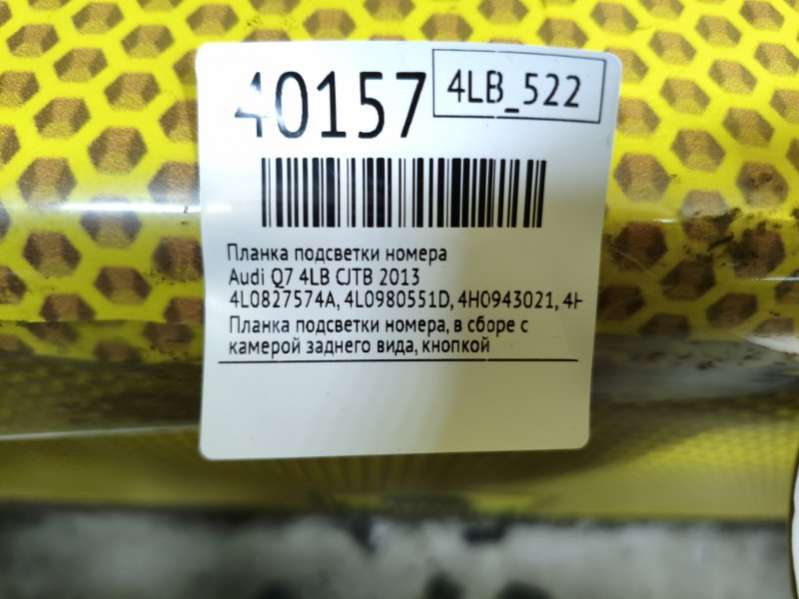 40157
4LB_522
Планка подсветки номера
Audi Q7 4LB CJTB 2013
4L0827574A, 4L0980551D, 4H0943021, 4H
Планка подсветки номера, в сборе с
камерой заднего вида, кнопкой